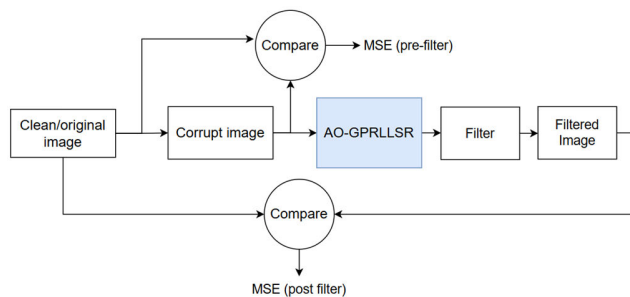 Compare
MSE (pre-filter)
Clean/original
image
Corrupt image
AO-GPRLLSR
Filter
Filtered
Image
Compare
MSE (post filter)